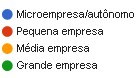 Microempresa/autônomo
Pequena empresa
Média empresa
Grande empresa